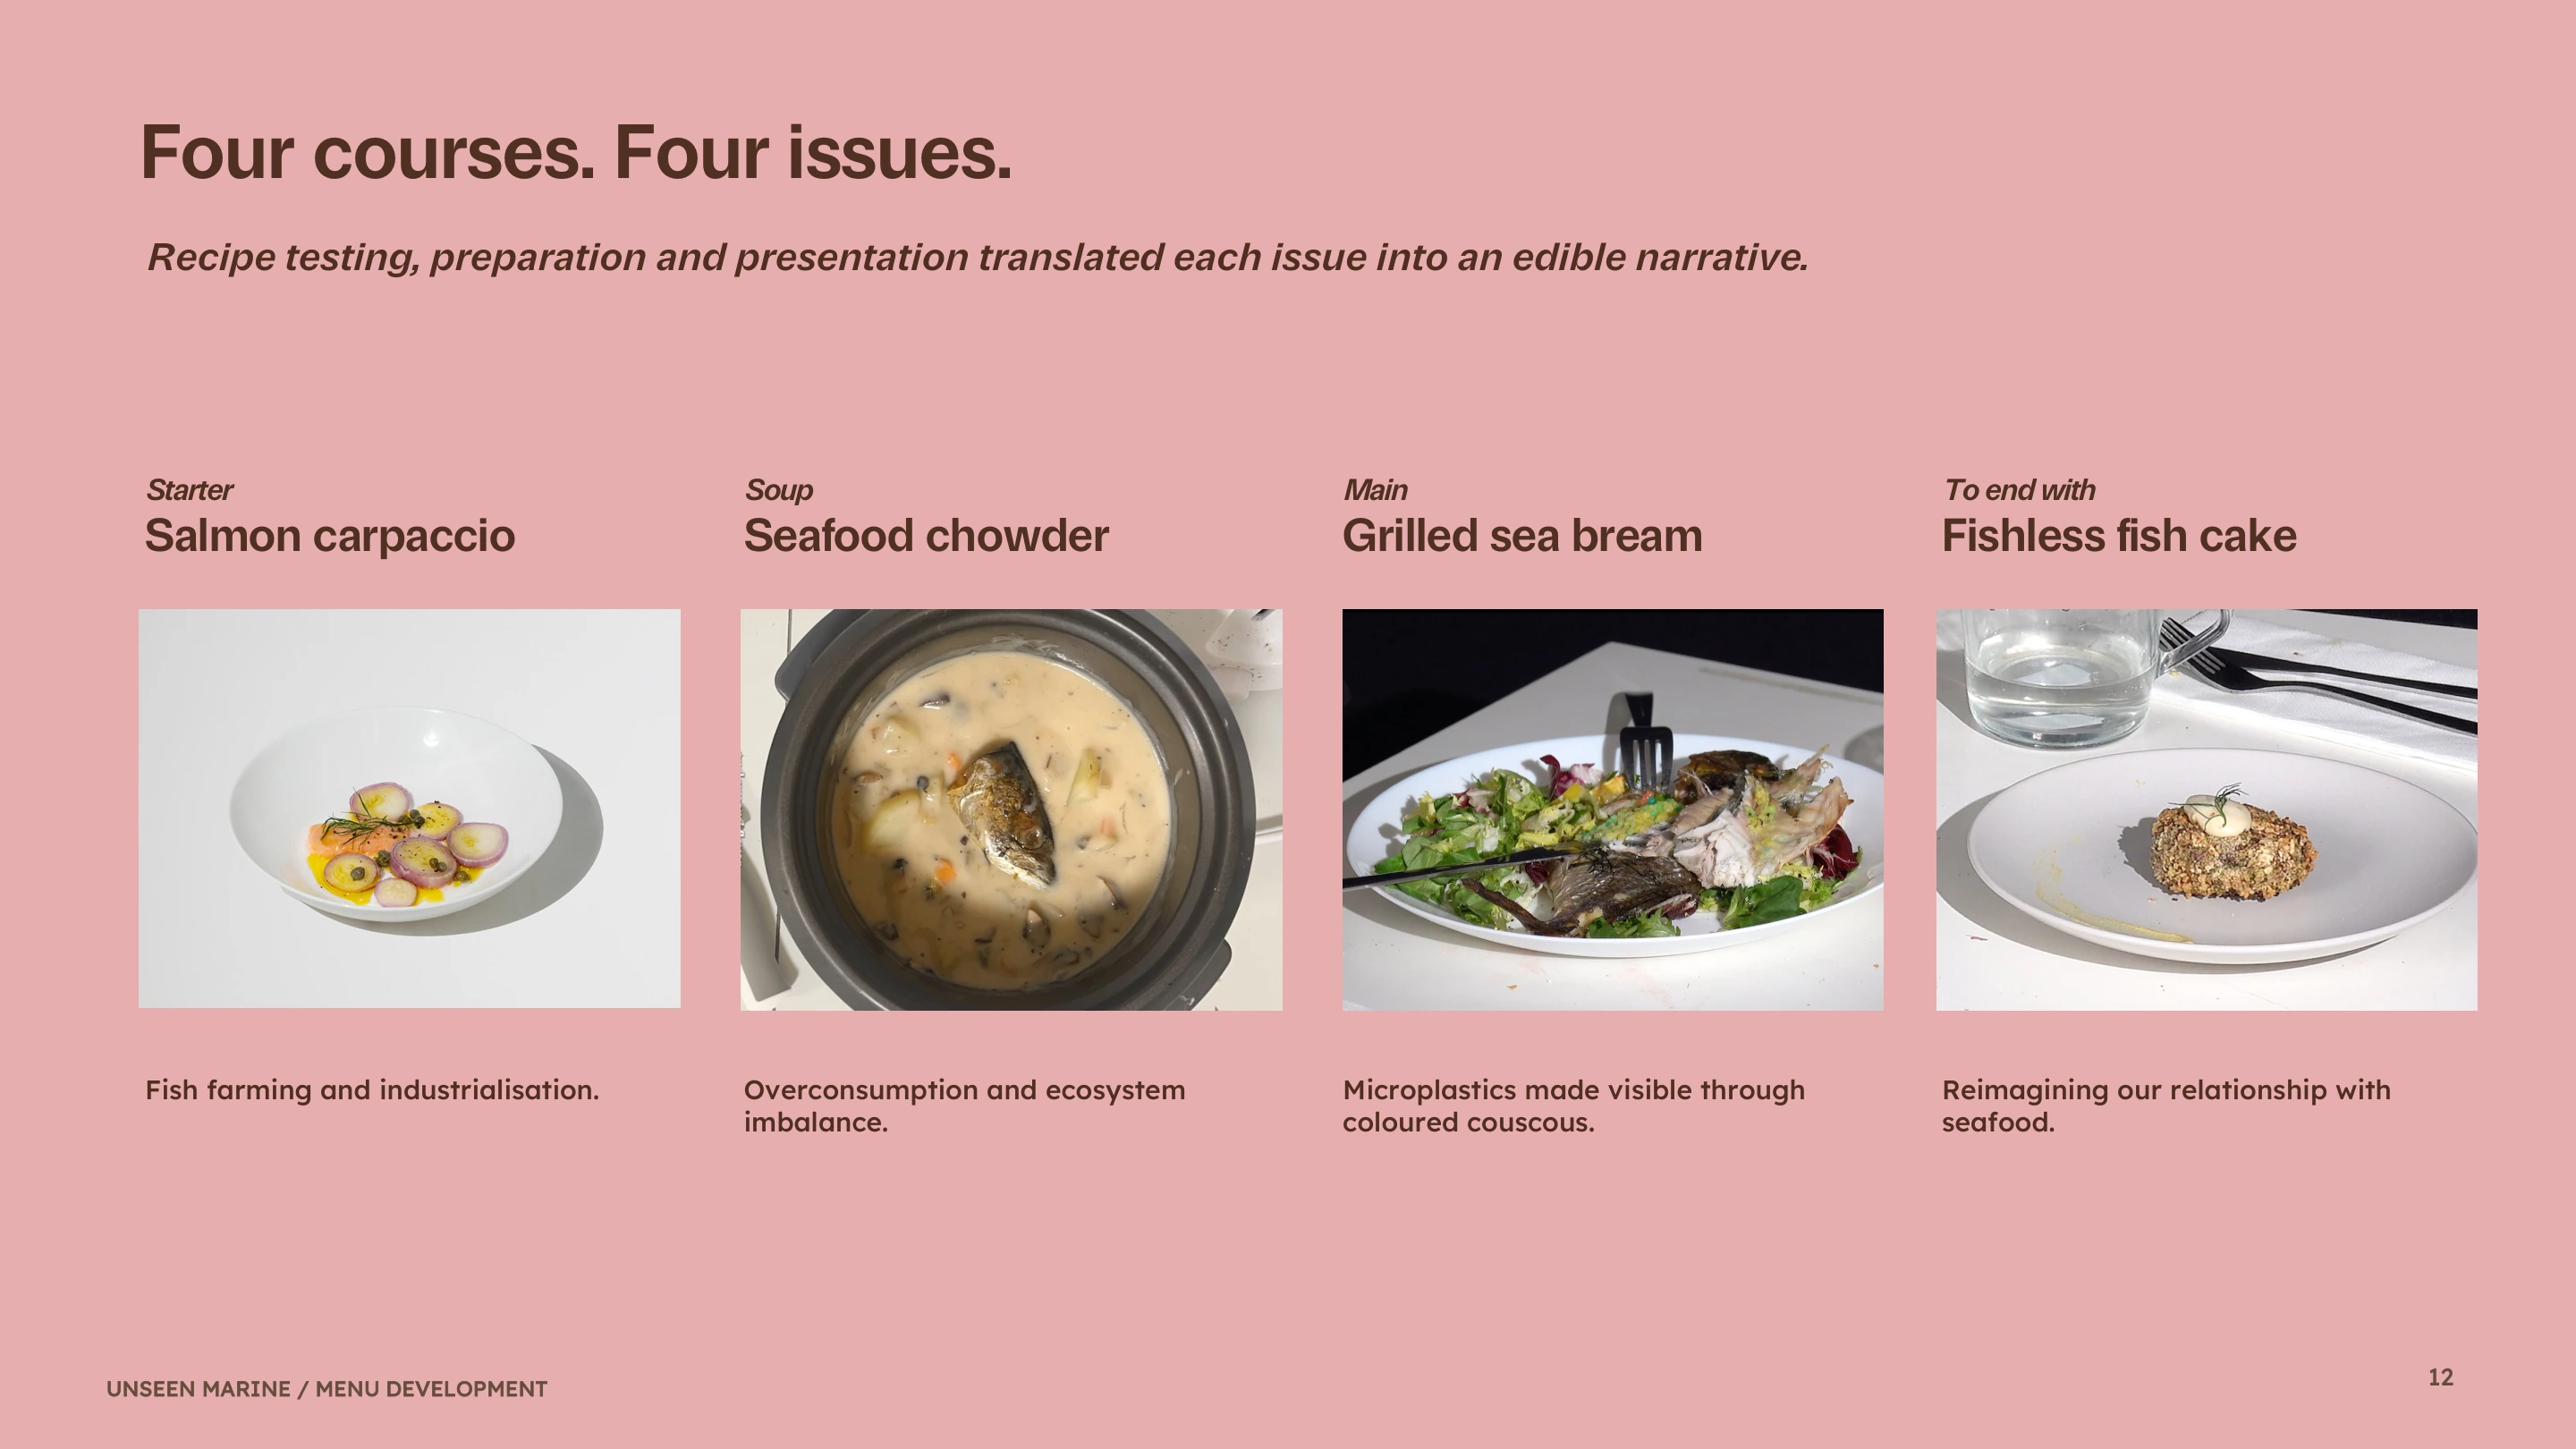 Four courses. Four issues.
Recipe testing, preparation and presentation translated each issue into an edible narrative.
Starter
Salmon carpaccio
Soup
Seafood chowder
Main
Grilled sea bream
To end with
Fishless fish cake
Fish farming and industrialisation.
Overconsumption and ecosystem
imbalance.
Microplastics made visible through
coloured couscous.
Reimagining our relationship with
seafood.
UNSEEN MARINE / MENU DEVELOPMENT
12